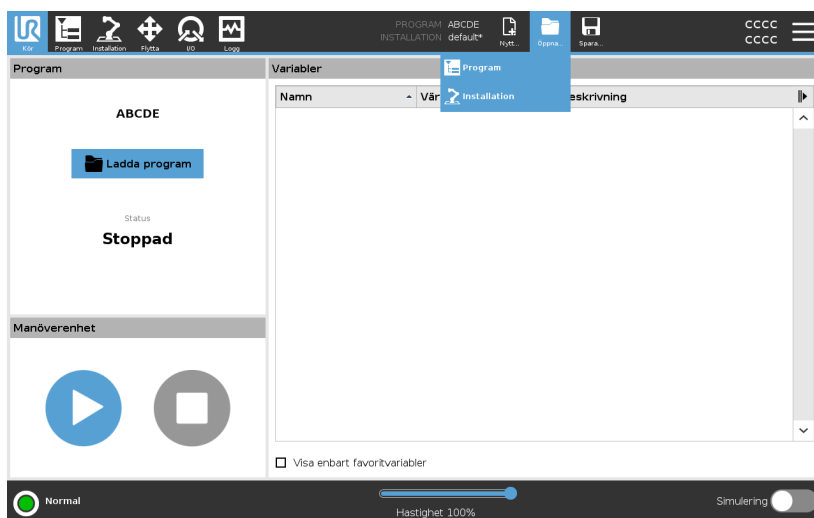 PROGRAM ABCDE
INSTALLATION default*
CCCC
CCCC
Kör Program Installation Flytta I/O Logg
Nytt... Öppna... Spara...
Program
Variabler
Program
Installation
Namn
Vär
eskrivning
ABCDE
Ladda program
Status
Stoppad
Manöverenhet
Visa enbart favoritvariabler
Normal
Hastighet 100%
Simulering